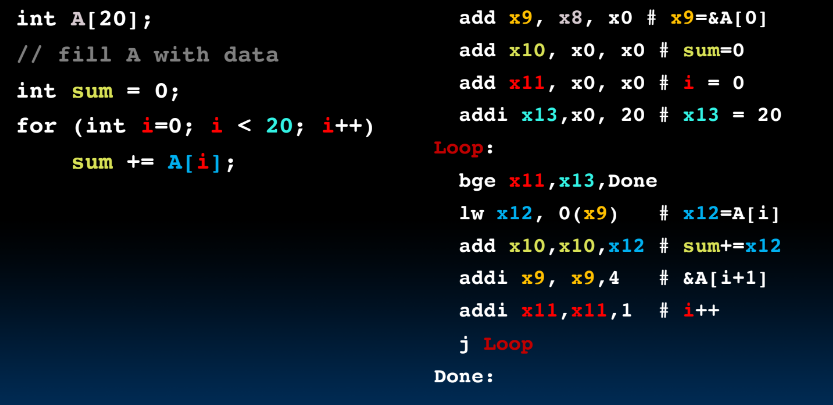 int A[20];
// fill A with data
int sum = 0;
for (int i=0; i < 20; i++)
    sum += A[i];
add x9, x8, x0 # x9=&A[0]
add x10, x0, x0 # sum=0
add x11, x0, x0 # i = 0
addi x13,x0, 20 # x13 = 20
Loop:
bge x11,x13,Done
lw x12, 0(x9) # x12=A[i]
add x10,x10,x12 # sum+=x12
addi x9, x9,4 # &A[i+1]
addi x11,x11,1 # i++
j Loop
Done: